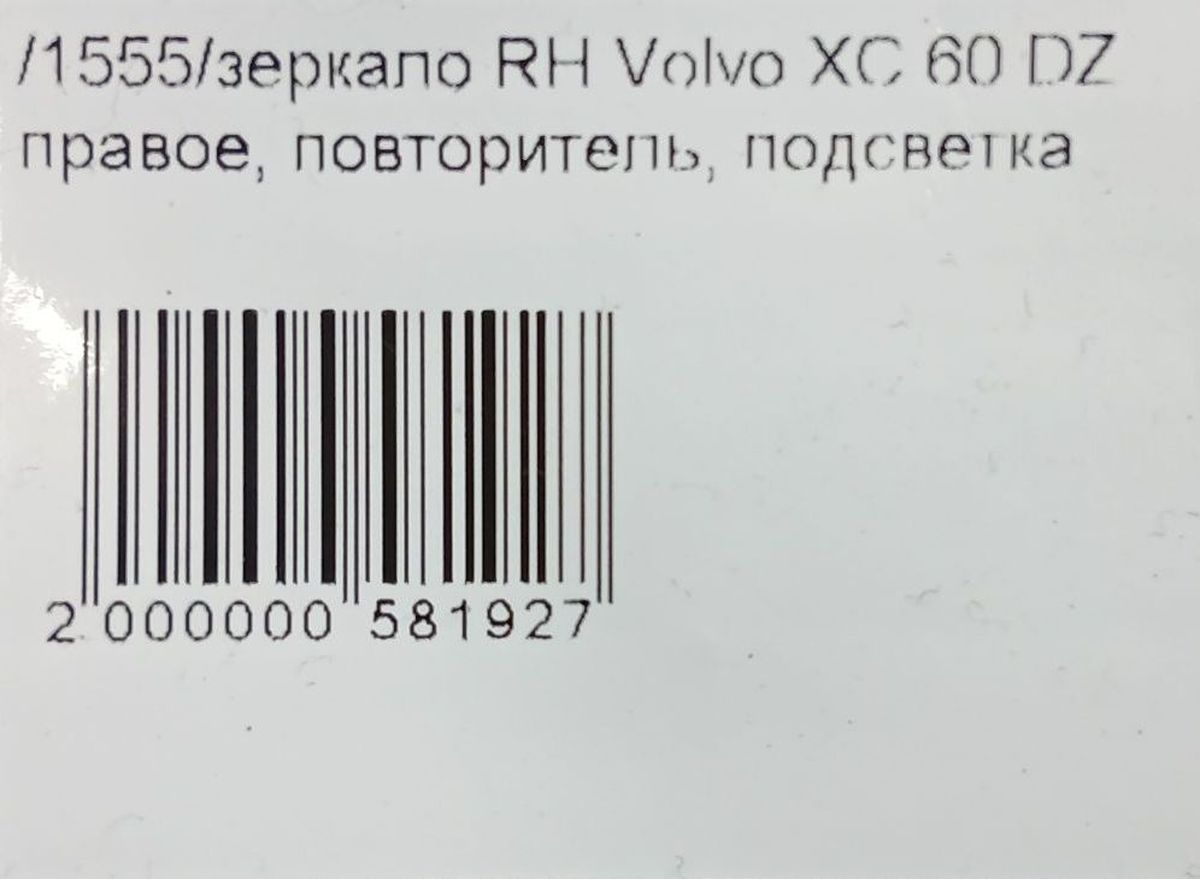 /1555/зеркало RH Volvo XC 60 DZ
правое, повторитель, подсветка
2 000000 581927